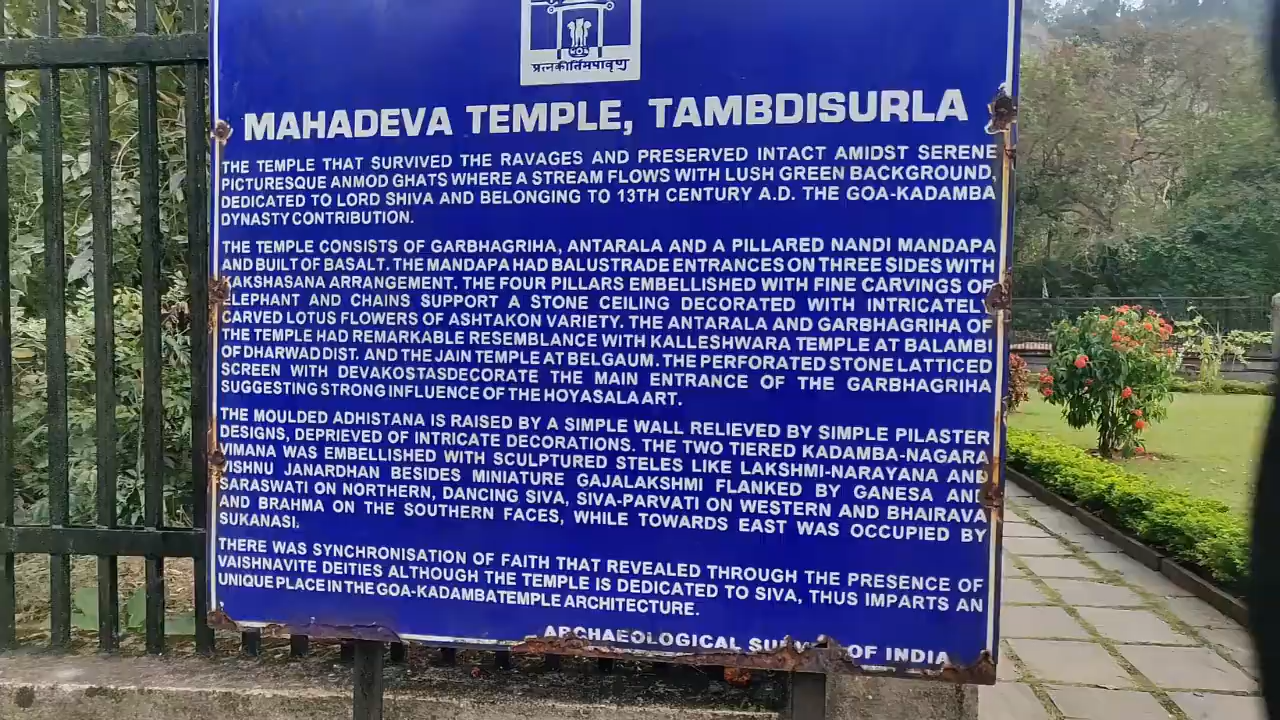 प्रत्नकीर्तिमपावृणु
MAHADEVA TEMPLE, TAMBDISURLA
THE TEMPLE THAT SURVIVED THE RAVAGES AND PRESERVED INTACT AMIDST SERENE
PICTURESQUE ANMOD GHATS WHERE A STREAM FLOWS WITH LUSH GREEN BACKGROUND,
DEDICATED TO LORD SHIVA AND BELONGING TO 13TH CENTURY A.D. THE GOA-KADAMBA
DYNASTY CONTRIBUTION.
THE TEMPLE CONSISTS OF GARBHAGRIHA, ANTARALA AND A PILLARED NANDI MANDAPA
AND BUILT OF BASALT. THE MANDAPA HAD BALUSTRADE ENTRANCES ON THREE SIDES WITH
KAKSHASANA ARRANGEMENT. THE FOUR PILLARS EMBELLISHED WITH FINE CARVINGS OF
ELEPHANT AND CHAINS SUPPORT A STONE CEILING DECORATED WITH INTRICATELY
CARVED LOTUS FLOWERS OF ASHTAKON VARIETY. THE ANTARALA AND GARBHAGRIHA OF
THE TEMPLE HAD REMARKABLE RESEMBLANCE WITH KALLESHWARA TEMPLE AT BALAMBI
OF DHARWAD DIST. AND THE JAIN TEMPLE AT BELGAUM. THE PERFORATED STONE LATTICED
SCREEN WITH DEVAKOSTASDECORATE THE MAIN ENTRANCE OF THE GARBHAGRIHA
SUGGESTING STRONG INFLUENCE OF THE HOYASALA ART.
THE MOULDED ADHISTANA IS RAISED BY A SIMPLE WALL RELIEVED BY SIMPLE PILASTER
DESIGNS, DEPRIEVED OF INTRICATE DECORATIONS. THE TWO TIERED KADAMBA-NAGARA
VIMANA WAS EMBELLISHED WITH SCULPTURED STELES LIKE LAKSHMI-NARAYANA AND
VISHNU JANARDHAN BESIDES MINIATURE GAJALAKSHMI FLANKED BY GANESA AND
SARASWATI ON NORTHERN, DANCING SIVA, SIVA-PARVATI ON WESTERN AND BHAIRAVA
AND BRAHMA ON THE SOUTHERN FACES, WHILE TOWARDS EAST WAS OCCUPIED BY
SUKANASI.
THERE WAS SYNCHRONISATION OF FAITH THAT REVEALED THROUGH THE PRESENCE OF
VAISHNAVITE DEITIES ALTHOUGH THE TEMPLE IS DEDICATED TO SIVA, THUS IMPARTS AN
UNIQUE PLACE IN THE GOA-KADAMBA TEMPLE ARCHITECTURE.
ARCHAEOLOGICAL SURVEY OF INDIA